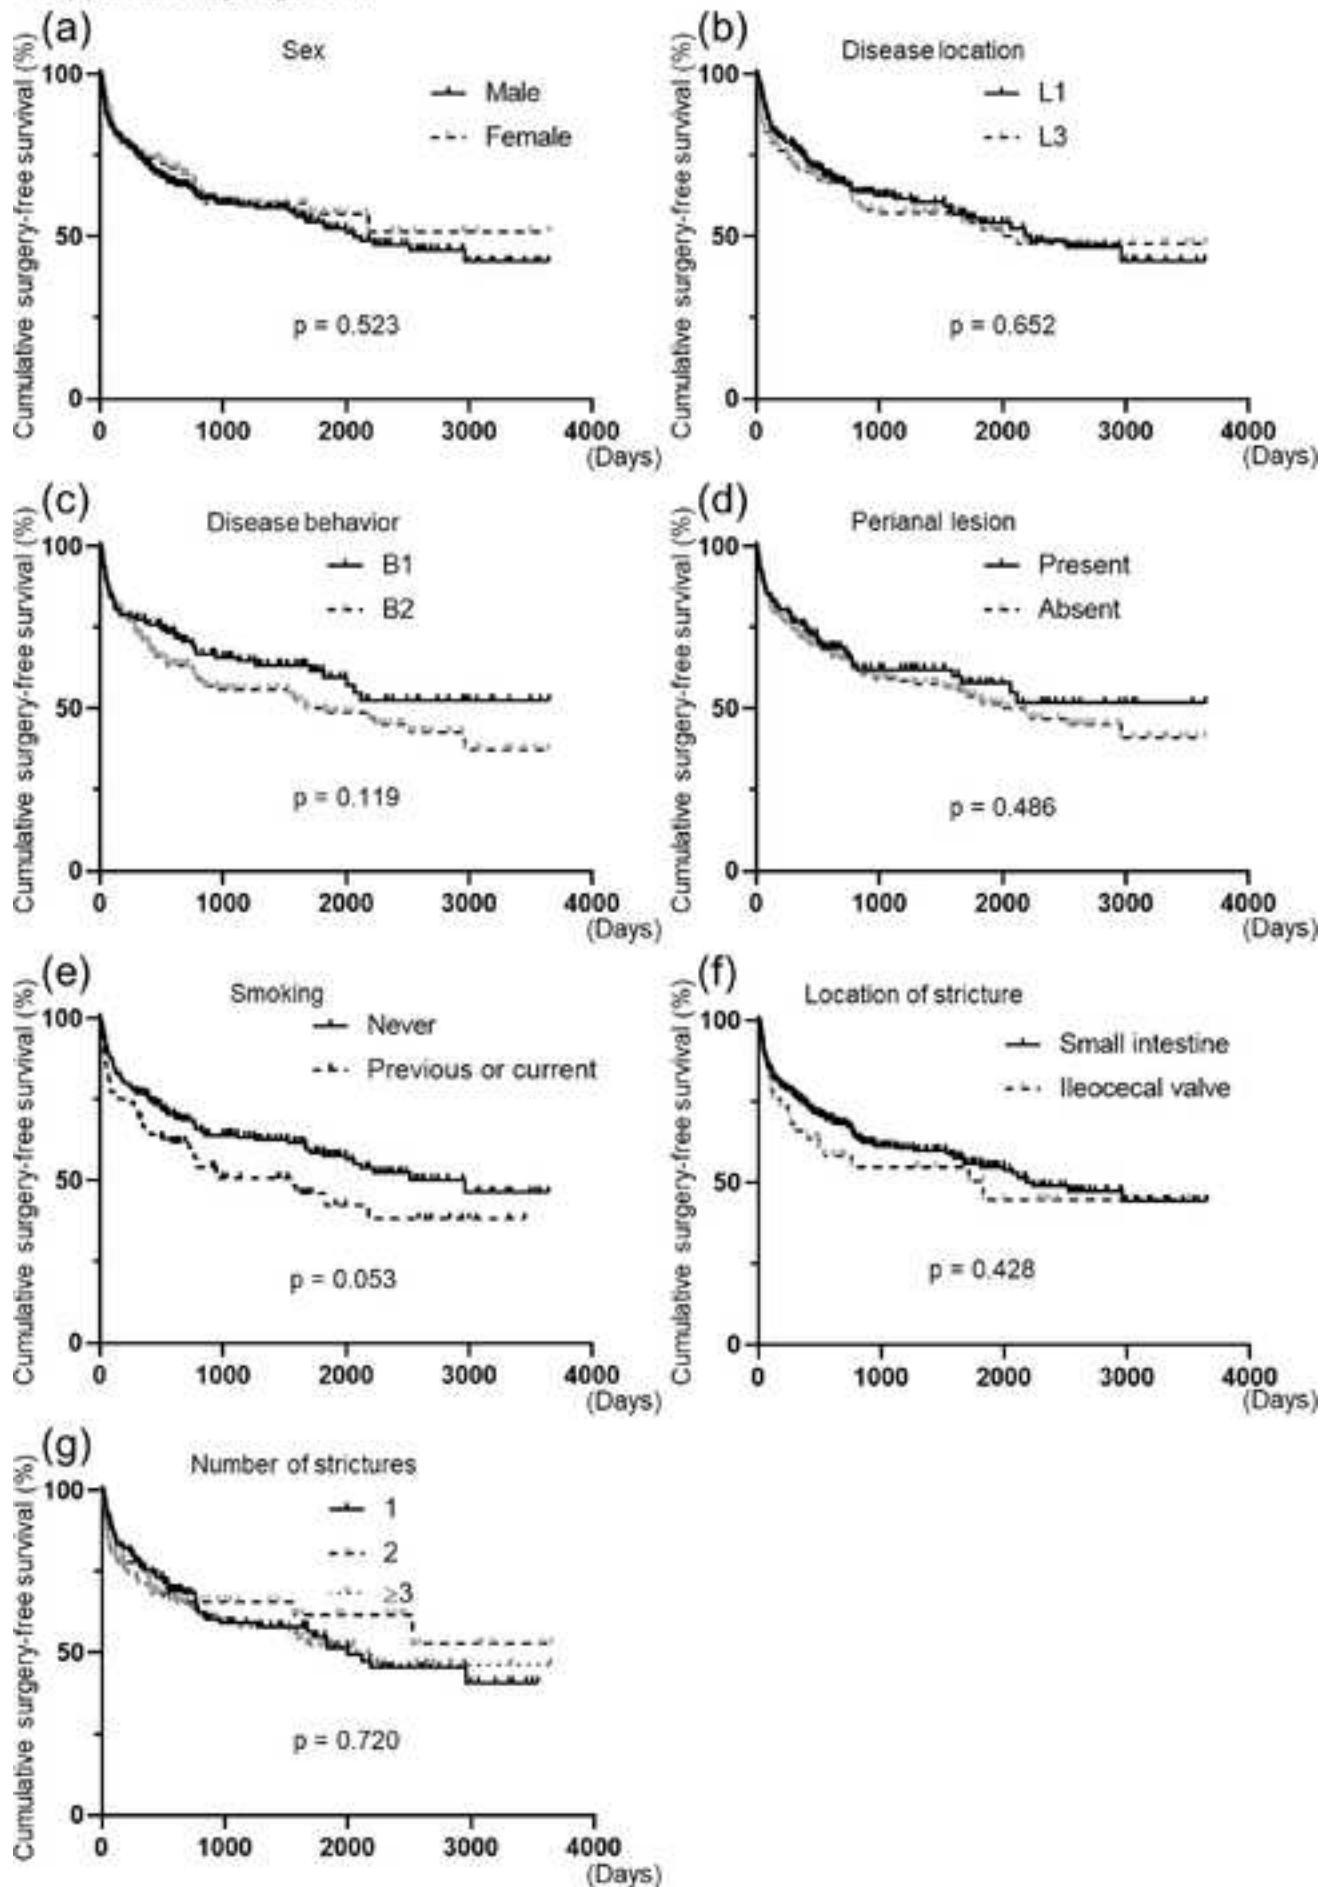 (a)
Sex
Cumulative surgery-free survival (%)
Male
Female
p = 0.523
100
50
0
0 1000 2000 3000 4000
(Days)
(b)
Disease location
Cumulative surgery-free survival (%)
L1
L3
p = 0.652
100
50
0
0 1000 2000 3000 4000
(Days)
(c)
Disease behavior
Cumulative surgery-free survival (%)
B1
B2
p = 0.119
100
50
0
0 1000 2000 3000 4000
(Days)
(d)
Perianal lesion
Cumulative surgery-free survival (%)
Present
Absent
p = 0.486
100
50
0
0 1000 2000 3000 4000
(Days)
(e)
Smoking
Cumulative surgery-free survival (%)
Never
Previous or current
p = 0.053
100
50
0
0 1000 2000 3000 4000
(Days)
(f)
Location of stricture
Cumulative surgery-free survival (%)
Small intestine
Ileocecal valve
p = 0.428
100
50
0
0 1000 2000 3000 4000
(Days)
(g)
Number of strictures
Cumulative surgery-free survival (%)
1
2
≥3
p = 0.720
100
50
0
0 1000 2000 3000 4000
(Days)